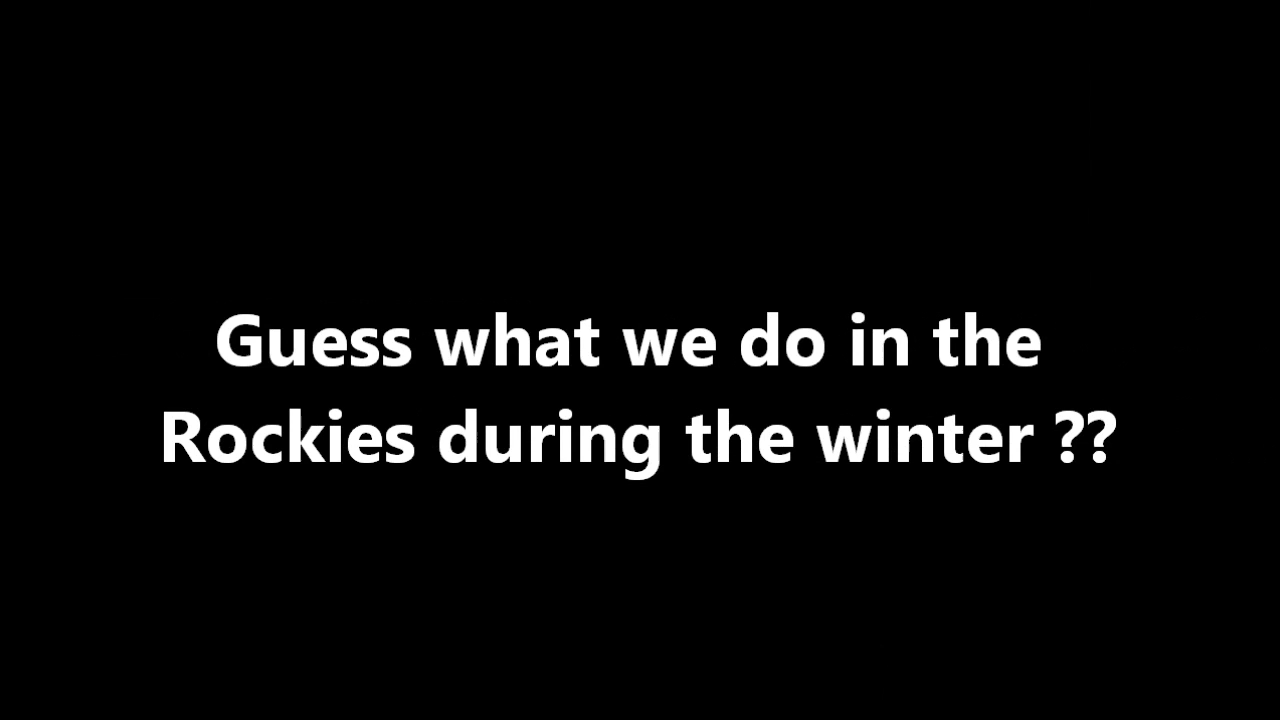 Guess what we do in the
Rockies during the winter ??